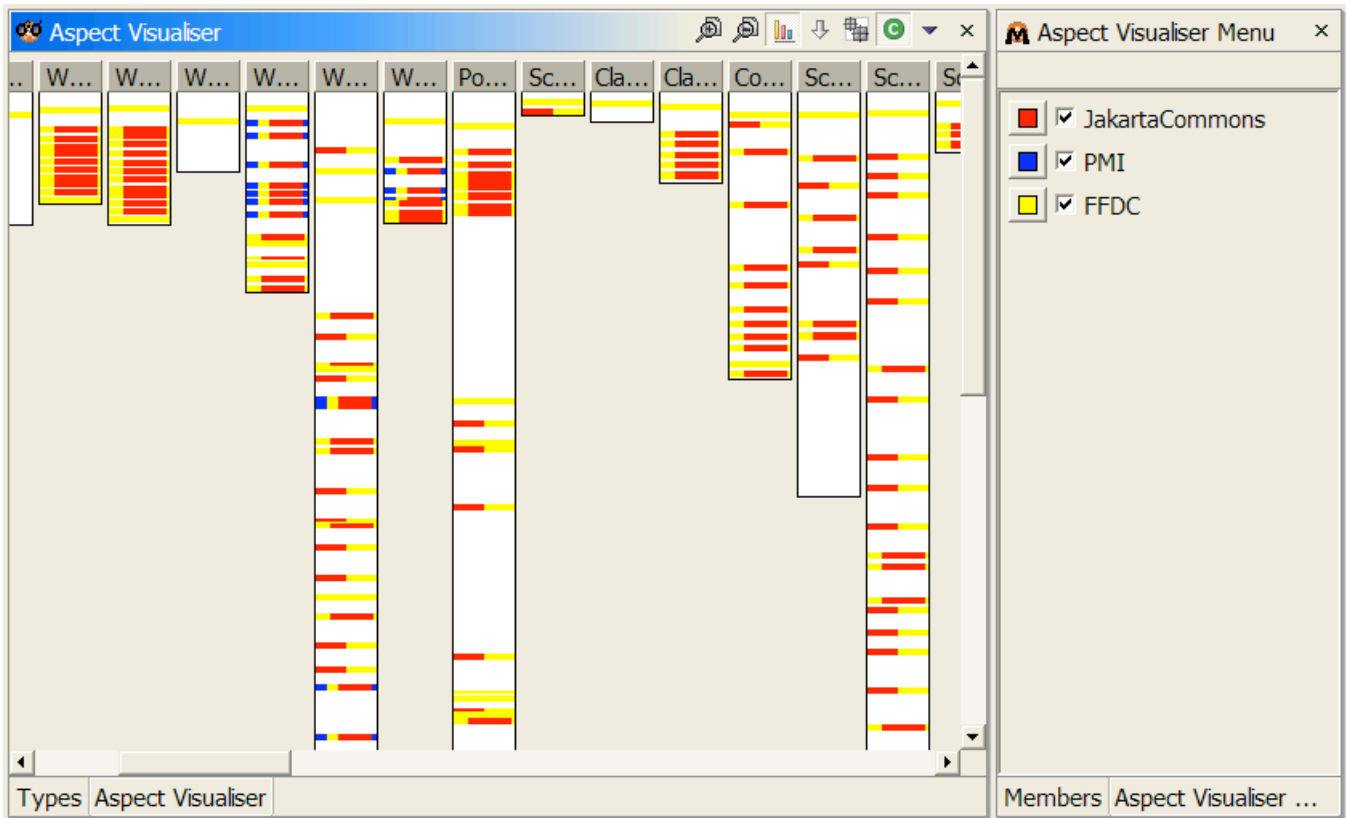 Aspect Visualiser
C
.. W... W... W... W... W... W... Po... Sc... Cla... Cla... Co... Sc... Sc... Sc
Types Aspect Visualiser
Aspect Visualiser Menu
JakartaCommons
PMI
FFDC
Members Aspect Visualiser ...